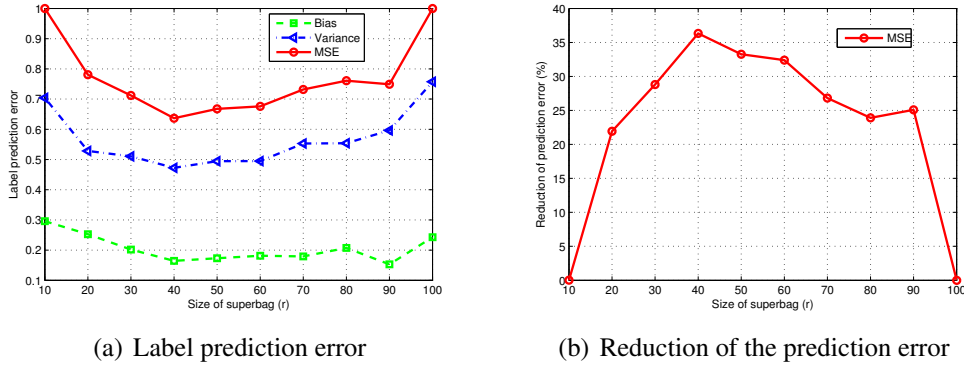 1
0.9
0.8
0.7
0.6
0.5
0.4
0.3
0.2
0.1
Label prediction error
Bias
Variance
MSE
10 20 30 40 50 60 70 80 90 100
Size of superbag (r)
(a) Label prediction error
40
35
30
25
20
15
10
5
0
Reduction of prediction error (%)
MSE
10 20 30 40 50 60 70 80 90 100
Size of superbag (r)
(b) Reduction of the prediction error